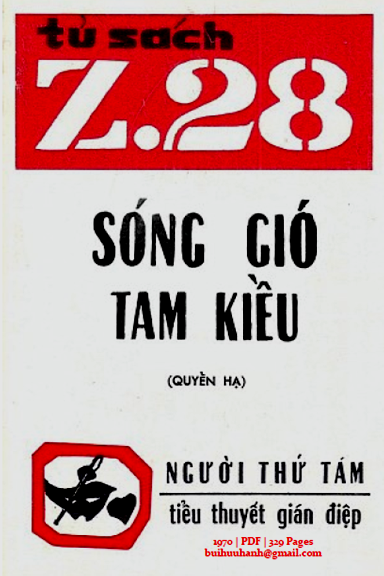 tủ sách
Z.28
SÓNG GIÓ
TAM KIỀU
(QUYỀN HẠ)
NGƯỜI THỨ TÁM
tiểu thuyết gián điệp
1970 | PDF | 329 Pages
buihuuhanh@gmail.com